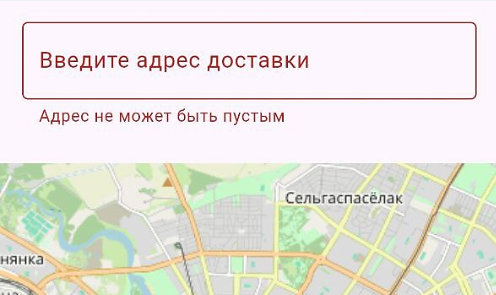 Введите адрес доставки
Адрес не может быть пустым
Сельгаспасёлак
нянка